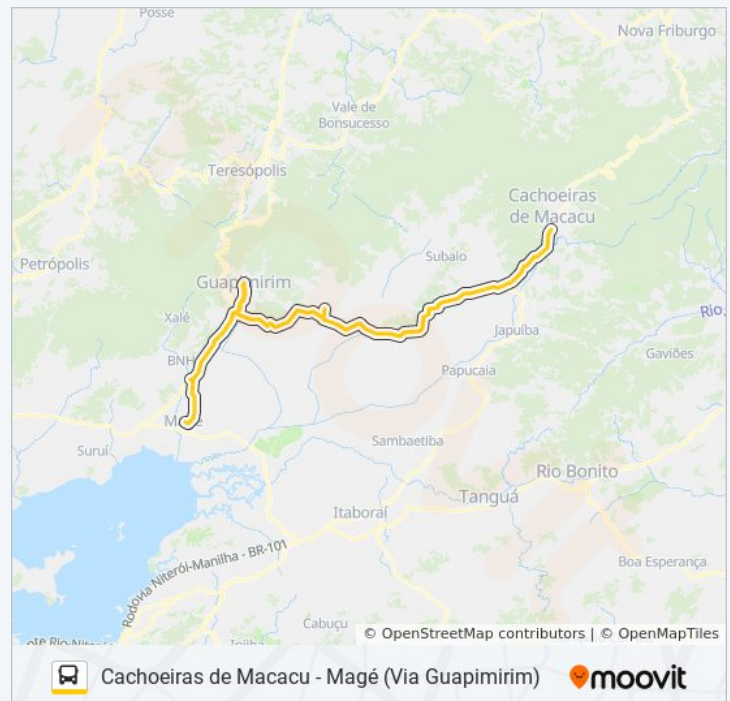 Posse
Nova Friburgo
Vale de
Bonsucesso
Teresópolis
Cachoeiras
de Macacu
Petrópolis
Subaio
Guapimirim
Xalé
Rio
Japuíba
BNH
Gaviões
Papucaia
Magé
Suruí
Sambaetiba
Rio Bonito
Tanguá
Itaboraí
Rodovia Niterói-Manilha - BR-101
Boa Esperança
Cabuçu
© OpenStreetMap contributors | © OpenMapTiles
Cachoeiras de Macacu - Magé (Via Guapimirim)
moovit